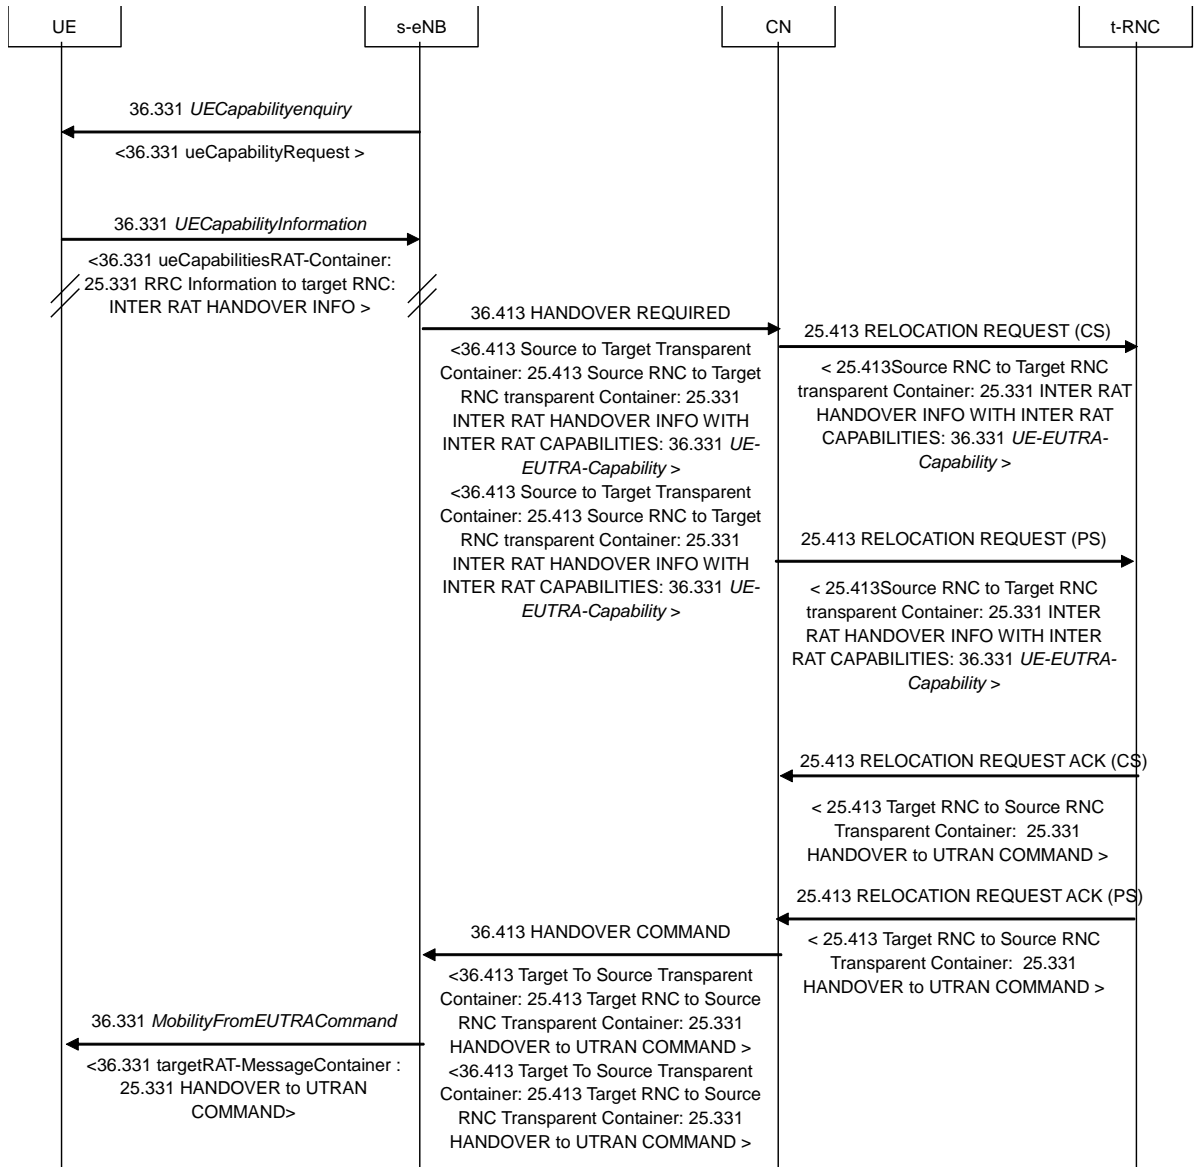 UE
s-eNB
CN
t-RNC
36.331 UECapabilityenquiry
<36.331 ueCapabilityRequest >
36.331 UECapabilityInformation
<36.331 ueCapabilitiesRAT-Container:
25.331 RRC Information to target RNC:
INTER RAT HANDOVER INFO >
36.413 HANDOVER REQUIRED
<36.413 Source to Target Transparent
Container: 25.413 Source RNC to Target
RNC transparent Container: 25.331
INTER RAT HANDOVER INFO WITH
INTER RAT CAPABILITIES: 36.331 UE-
EUTRA-Capability >
<36.413 Source to Target Transparent
Container: 25.413 Source RNC to Target
RNC transparent Container: 25.331
INTER RAT HANDOVER INFO WITH
INTER RAT CAPABILITIES: 36.331 UE-
EUTRA-Capability >
25.413 RELOCATION REQUEST (CS)
< 25.413Source RNC to Target RNC
transparent Container: 25.331 INTER RAT
HANDOVER INFO WITH INTER RAT
CAPABILITIES: 36.331 UE-EUTRA-
Capability >
25.413 RELOCATION REQUEST (PS)
< 25.413Source RNC to Target RNC
transparent Container: 25.331 INTER
RAT HANDOVER INFO WITH INTER
RAT CAPABILITIES: 36.331 UE-EUTRA-
Capability >
25.413 RELOCATION REQUEST ACK (CS)
< 25.413 Target RNC to Source RNC
Transparent Container:  25.331
HANDOVER to UTRAN COMMAND >
25.413 RELOCATION REQUEST ACK (PS)
< 25.413 Target RNC to Source RNC
Transparent Container:  25.331
HANDOVER to UTRAN COMMAND >
36.413 HANDOVER COMMAND
<36.413 Target To Source Transparent
Container: 25.413 Target RNC to Source
RNC Transparent Container: 25.331
HANDOVER to UTRAN COMMAND >
<36.413 Target To Source Transparent
Container: 25.413 Target RNC to Source
RNC Transparent Container: 25.331
HANDOVER to UTRAN COMMAND >
36.331 MobilityFromEUTRACommand
<36.331 targetRAT-MessageContainer :
25.331 HANDOVER to UTRAN
COMMAND>